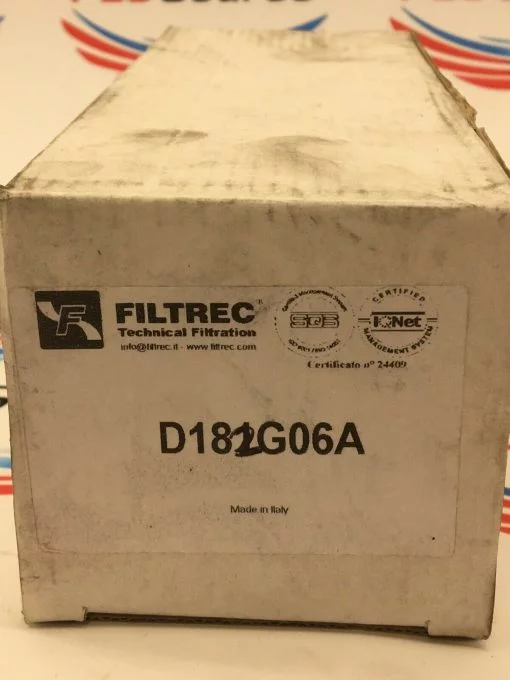 FILTREC®
Technical Filtration
info@filtrec.it - www.filtrec.com
SQS
CERTIFIED
IQNet
MANAGEMENT SYSTEM
Certificato n° 24409
D182G06A
Made in Italy